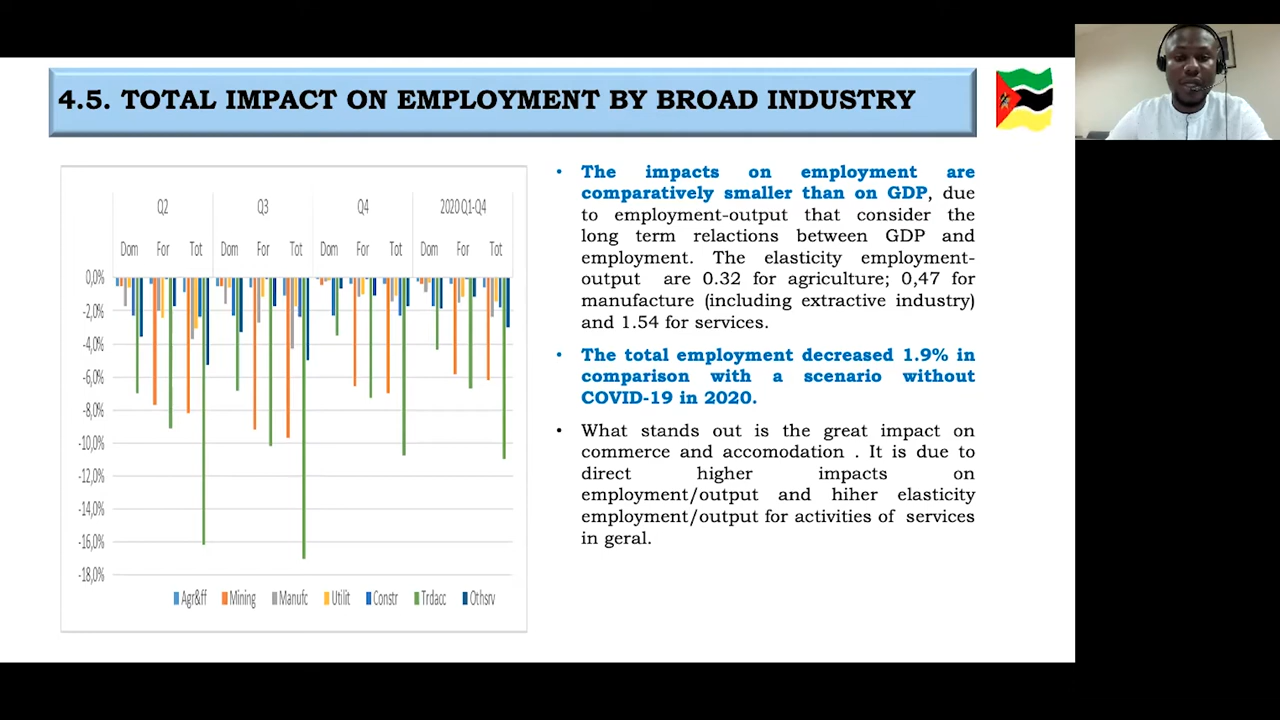 4.5. TOTAL IMPACT ON EMPLOYMENT BY BROAD INDUSTRY
Q2 Q3 Q4 2020 Q1-Q4
Dom For Tot Dom For Tot Dom For Tot Dom For Tot
0,0%
-2,0%
-4,0%
-6,0%
-8,0%
-10,0%
-12,0%
-14,0%
-16,0%
-18,0%
Agr&ff Mining Manufc Utilit Constr Trdacc Othsrv
• The impacts on employment are
comparatively smaller than on GDP, due
to employment-output that consider the
long term relactions between GDP and
employment. The elasticity employment-
output are 0.32 for agriculture; 0,47 for
manufacture (including extractive industry)
and 1.54 for services.
• The total employment decreased 1.9% in
comparison with a scenario without
COVID-19 in 2020.
• What stands out is the great impact on
commerce and accomodation . It is due to
direct higher impacts on
employment/output and hiher elasticity
employment/output for activities of services
in geral.